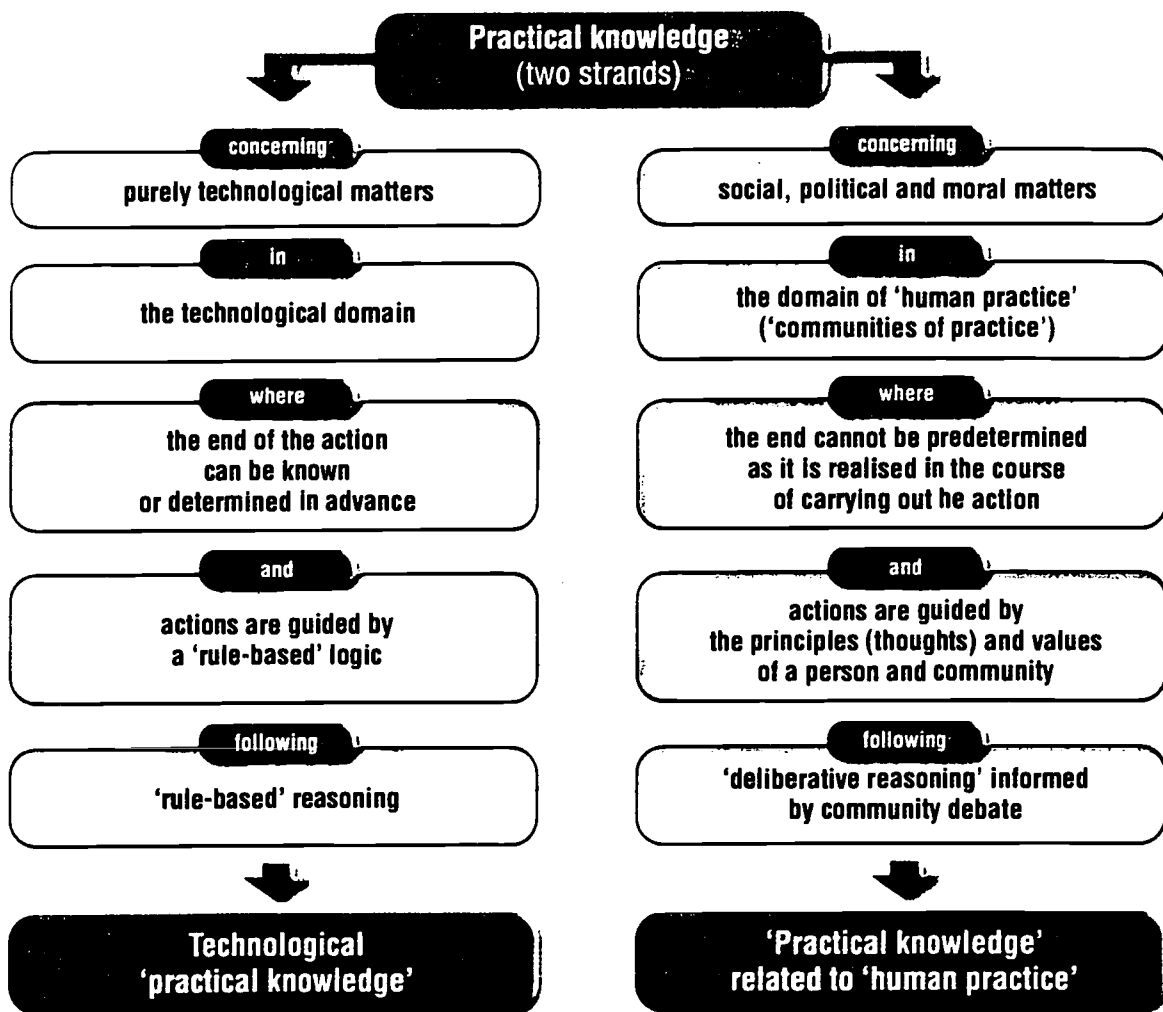 Practical knowledge
(two strands)
concerning
purely technological matters
in
the technological domain
where
the end of the action
can be known
or determined in advance
and
actions are guided by
a ‘rule-based’ logic
following
‘rule-based’ reasoning
Technological
‘practical knowledge’
concerning
social, political and moral matters
in
the domain of ‘human practice’
(‘communities of practice’)
where
the end cannot be predetermined
as it is realised in the course
of carrying out he action
and
actions are guided by
the principles (thoughts) and values
of a person and community
following
‘deliberative reasoning’ informed
by community debate
‘Practical knowledge’
related to ‘human practice’